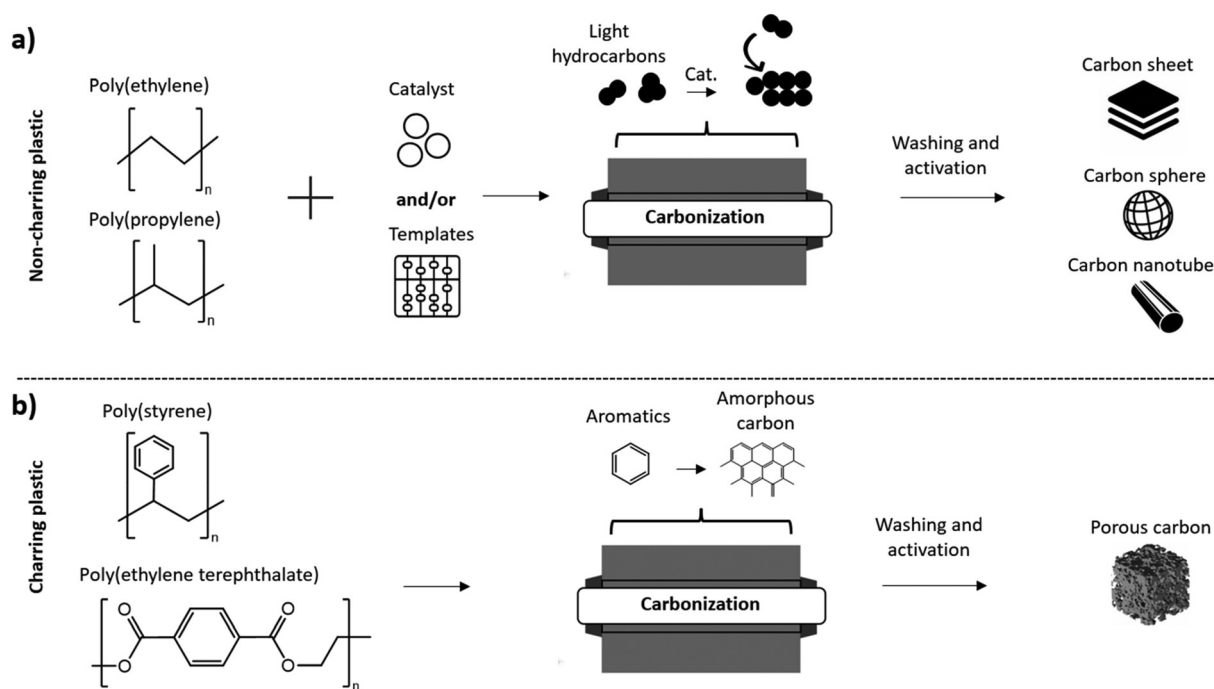 a)
Non-charring plastic
Poly(ethylene)
n
Poly(propylene)
n
Catalyst
and/or
Templates
Light
hydrocarbons
Cat.
Carbonization
Washing and
activation
Carbon sheet
Carbon sphere
Carbon nanotube
b)
Charring plastic
Poly(styrene)
n
Poly(ethylene terephthalate)
O
O
O
O
n
Aromatics
Amorphous
carbon
Carbonization
Washing and
activation
Porous carbon